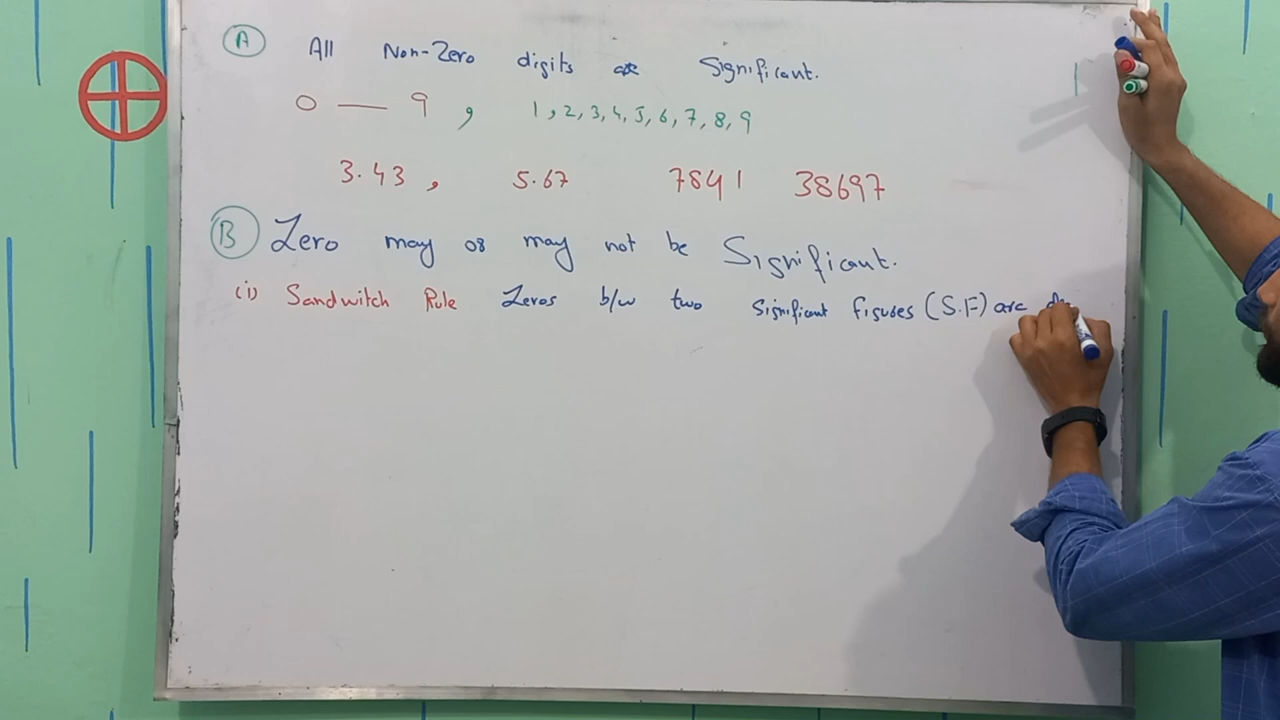 A All Non-Zero digits are Significant.
0 — 9 , 1,2,3,4,5,6,7,8,9
3.43 , 5.67 7841 38697
B Zero may or may not be Significant.
(i) Sandwitch Rule Zeros b/w two Significant figures (S.F) are